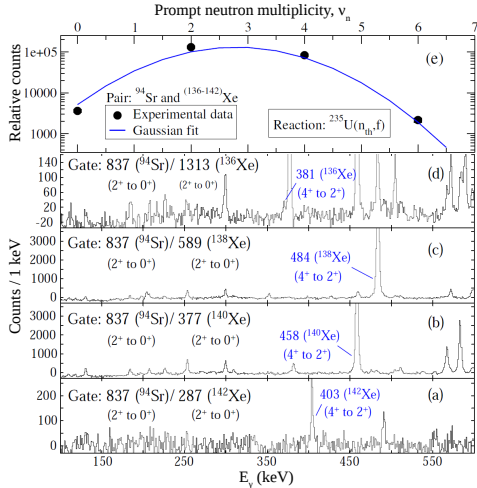 Prompt neutron multiplicity, νn
0 1 2 3 4 5 6 7
Relative counts
1e+05
10000
1000
(e)
Pair: ⁹⁴Sr and ⁽¹³⁶⁻¹⁴²⁾Xe
Experimental data
Gaussian fit
Reaction: ²³⁵U(nth,f)
Counts / 1 keV
140
100
60
20
-20
Gate: 837 (⁹⁴Sr)/ 1313 (¹³⁶Xe)
(2⁺ to 0⁺) (2⁺ to 0⁺)
381 (¹³⁶Xe)
(4⁺ to 2⁺)
(d)
3000
2000
1000
0
Gate: 837 (⁹⁴Sr)/ 589 (¹³⁸Xe)
(2⁺ to 0⁺) (2⁺ to 0⁺)
484 (¹³⁸Xe)
(4⁺ to 2⁺)
(c)
3000
2000
1000
0
Gate: 837 (⁹⁴Sr)/ 377 (¹⁴⁰Xe)
(2⁺ to 0⁺) (2⁺ to 0⁺)
458 (¹⁴⁰Xe)
(4⁺ to 2⁺)
(b)
200
100
0
Gate: 837 (⁹⁴Sr)/ 287 (¹⁴²Xe)
(2⁺ to 0⁺) (2⁺ to 0⁺)
403 (¹⁴²Xe)
(4⁺ to 2⁺)
(a)
150 250 350 450 550
Eγ (keV)